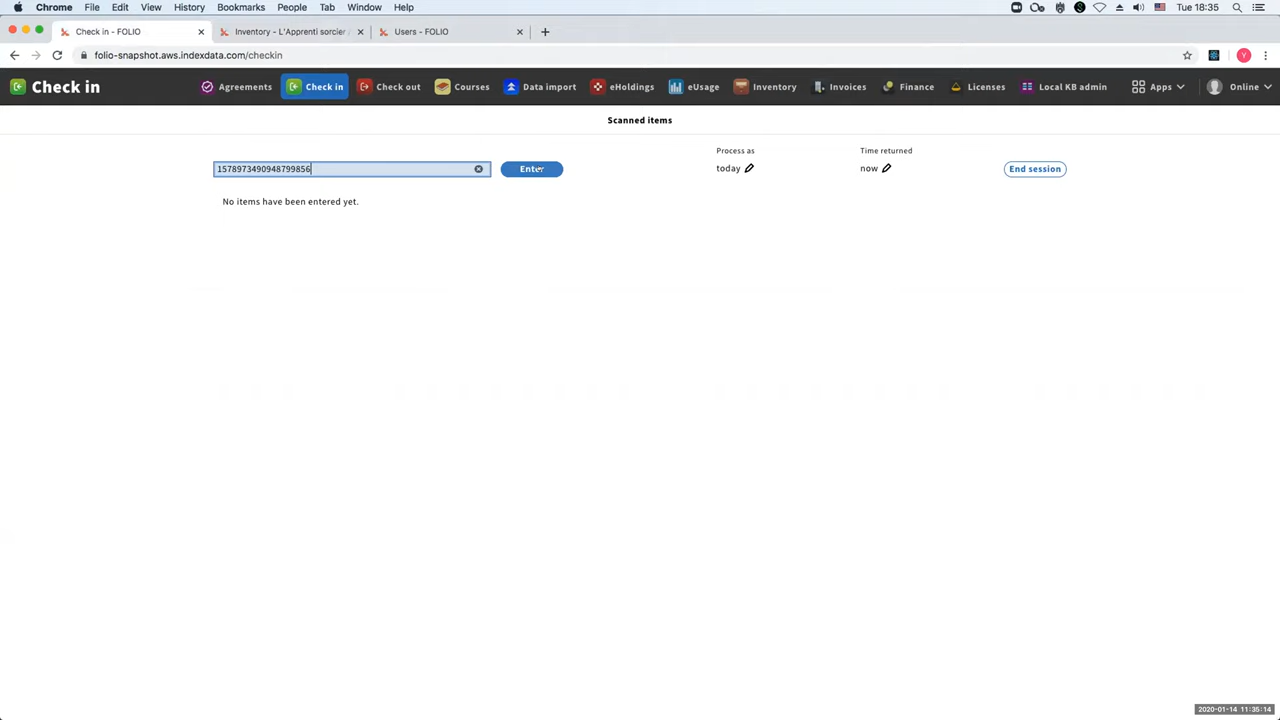 Chrome File Edit View History Bookmarks People Tab Window Help Tue 18:35
Check in - FOLIO Inventory - L'Apprenti sorcier Users - FOLIO
folio-snapshot.aws.indexdata.com/checkin
Check in Agreements Check in Check out Courses Data import eHoldings eUsage Inventory Invoices Finance Licenses Local KB admin Apps Online
Scanned items
Process as Time returned
1578973490948799856 Enter today now End session
No items have been entered yet.
2020-01-14 11:35:14